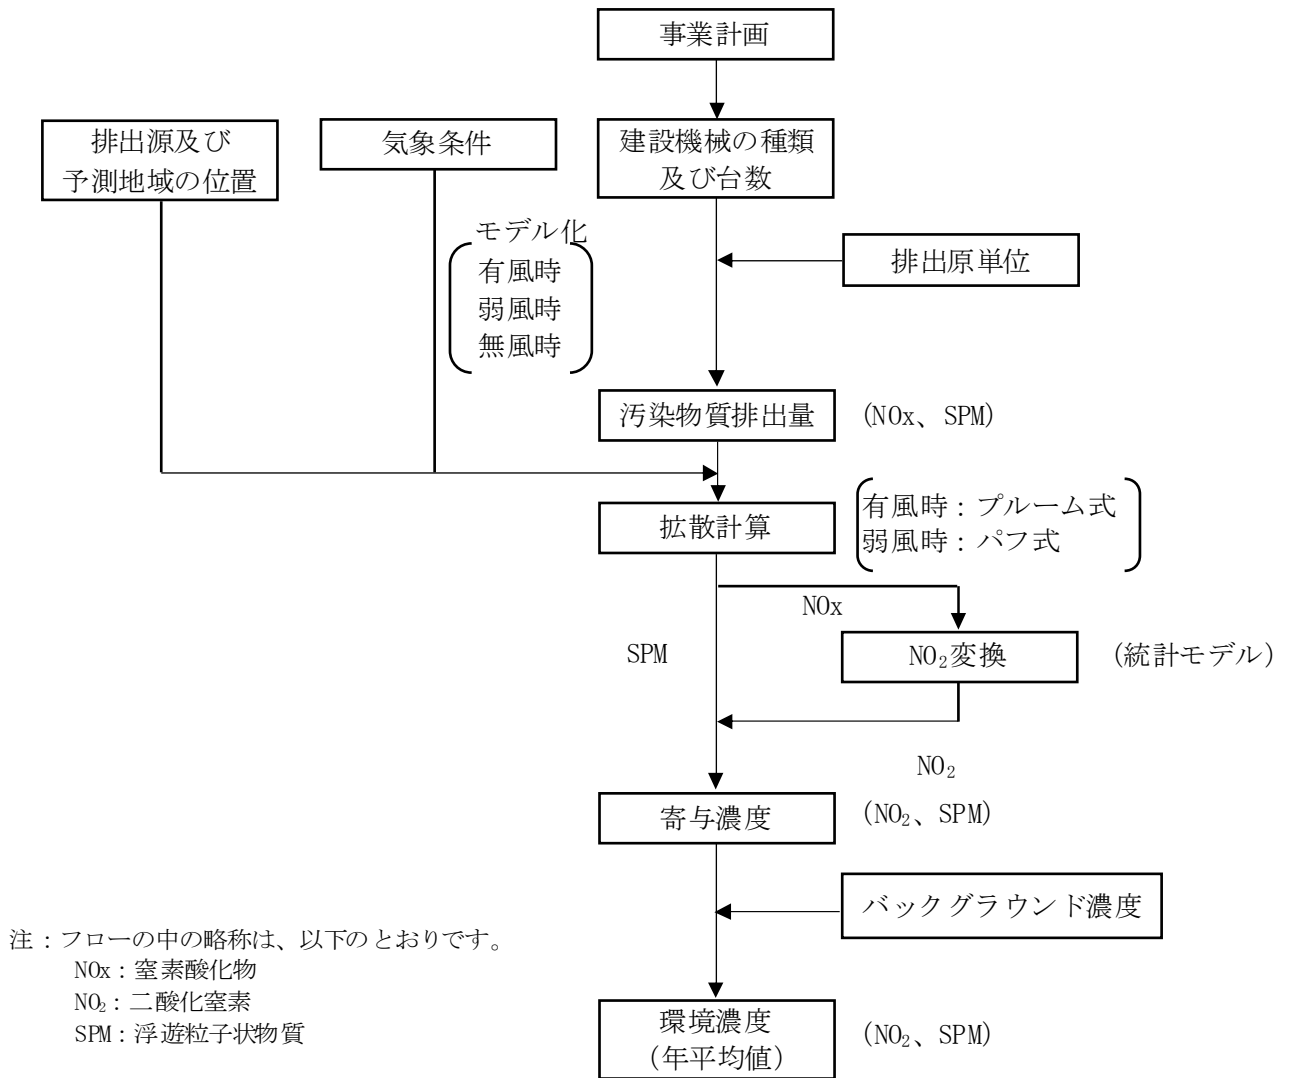 事業計画
排出源及び
予測地域の位置
気象条件
建設機械の種類
及び台数
モデル化
有風時
弱風時
無風時
排出原単位
汚染物質排出量
(NOx、SPM)
拡散計算
有風時：プルーム式
弱風時：パフ式
NOx
SPM
NO₂変換
(統計モデル)
NO₂
寄与濃度
(NO₂、SPM)
バックグラウンド濃度
注：フローの中の略称は、以下のとおりです。
NOx：窒素酸化物
NO₂：二酸化窒素
SPM：浮遊粒子状物質
環境濃度
(年平均値)
(NO₂、SPM)